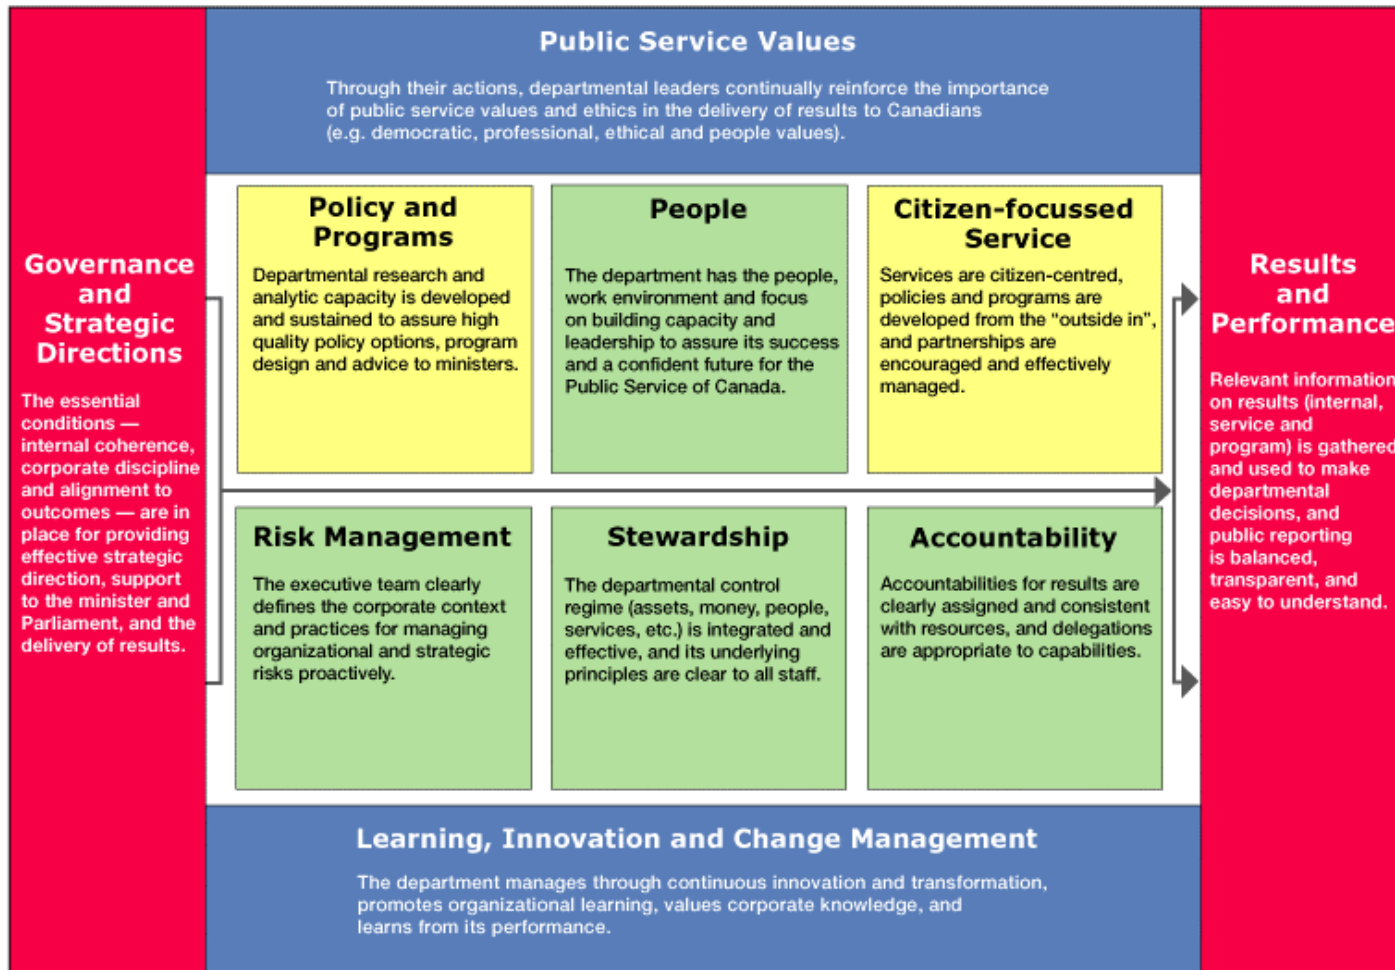 Public Service Values
Through their actions, departmental leaders continually reinforce the importance
of public service values and ethics in the delivery of results to Canadians
(e.g. democratic, professional, ethical and people values).
Governance
and
Strategic
Directions
The essential
conditions —
internal coherence,
corporate discipline
and alignment to
outcomes — are in
place for providing
effective strategic
direction, support
to the minister and
Parliament, and the
delivery of results.
Policy and
Programs
Departmental research and
analytic capacity is developed
and sustained to assure high
quality policy options, program
design and advice to ministers.
People
The department has the people,
work environment and focus
on building capacity and
leadership to assure its success
and a confident future for the
Public Service of Canada.
Citizen-focussed
Service
Services are citizen-centred,
policies and programs are
developed from the “outside in”,
and partnerships are
encouraged and effectively
managed.
Risk Management
The executive team clearly
defines the corporate context
and practices for managing
organizational and strategic
risks proactively.
Stewardship
The departmental control
regime (assets, money, people,
services, etc.) is integrated and
effective, and its underlying
principles are clear to all staff.
Accountability
Accountabilities for results are
clearly assigned and consistent
with resources, and delegations
are appropriate to capabilities.
Results
and
Performance
Relevant information
on results (internal,
service and
program) is gathered
and used to make
departmental
decisions, and
public reporting
is balanced,
transparent, and
easy to understand.
Learning, Innovation and Change Management
The department manages through continuous innovation and transformation,
promotes organizational learning, values corporate knowledge, and
learns from its performance.